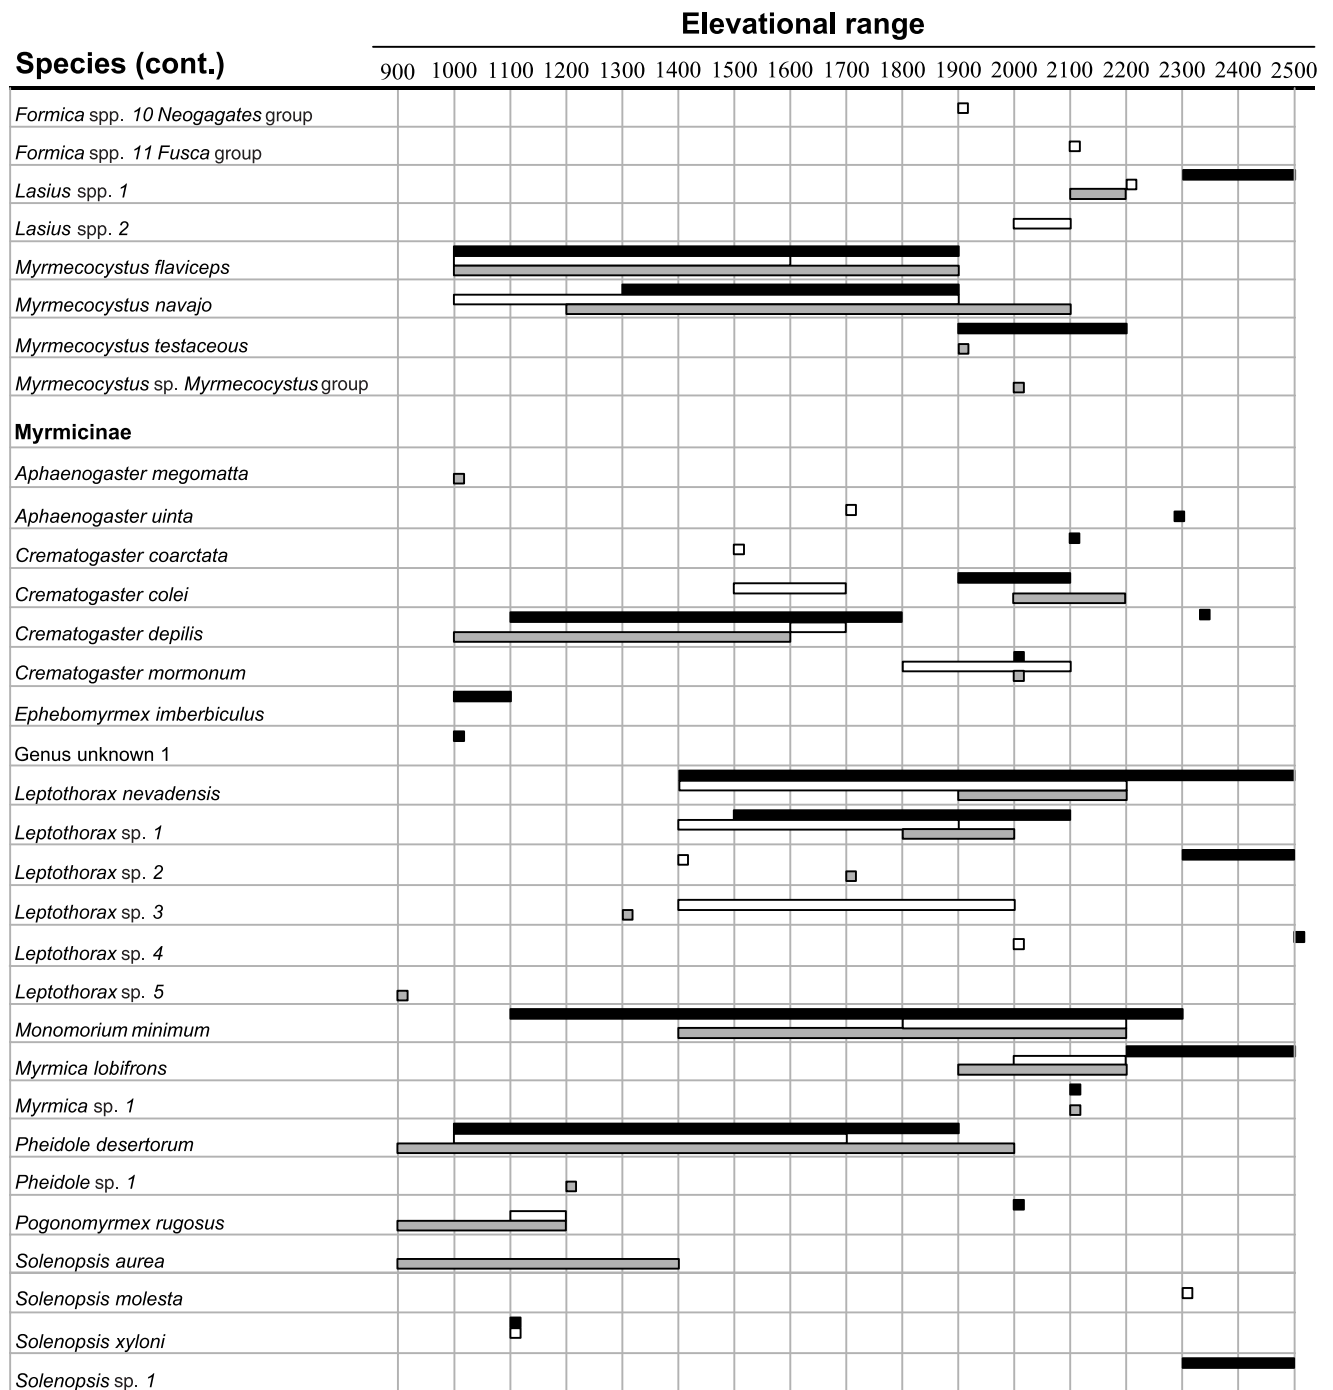 Elevational range
Species (cont.)
900 1000 1100 1200 1300 1400 1500 1600 1700 1800 1900 2000 2100 2200 2300 2400 2500
Formica spp. 10 Neogagates group
Formica spp. 11 Fusca group
Lasius spp. 1
Lasius spp. 2
Myrmecocystus flaviceps
Myrmecocystus navajo
Myrmecocystus testaceous
Myrmecocystus sp. Myrmecocystus group
Myrmicinae
Aphaenogaster megomatta
Aphaenogaster uinta
Crematogaster coarctata
Crematogaster colei
Crematogaster depilis
Crematogaster mormonum
Ephebomyrmex imberbiculus
Genus unknown 1
Leptothorax nevadensis
Leptothorax sp. 1
Leptothorax sp. 2
Leptothorax sp. 3
Leptothorax sp. 4
Leptothorax sp. 5
Monomorium minimum
Myrmica lobifrons
Myrmica sp. 1
Pheidole desertorum
Pheidole sp. 1
Pogonomyrmex rugosus
Solenopsis aurea
Solenopsis molesta
Solenopsis xyloni
Solenopsis sp. 1